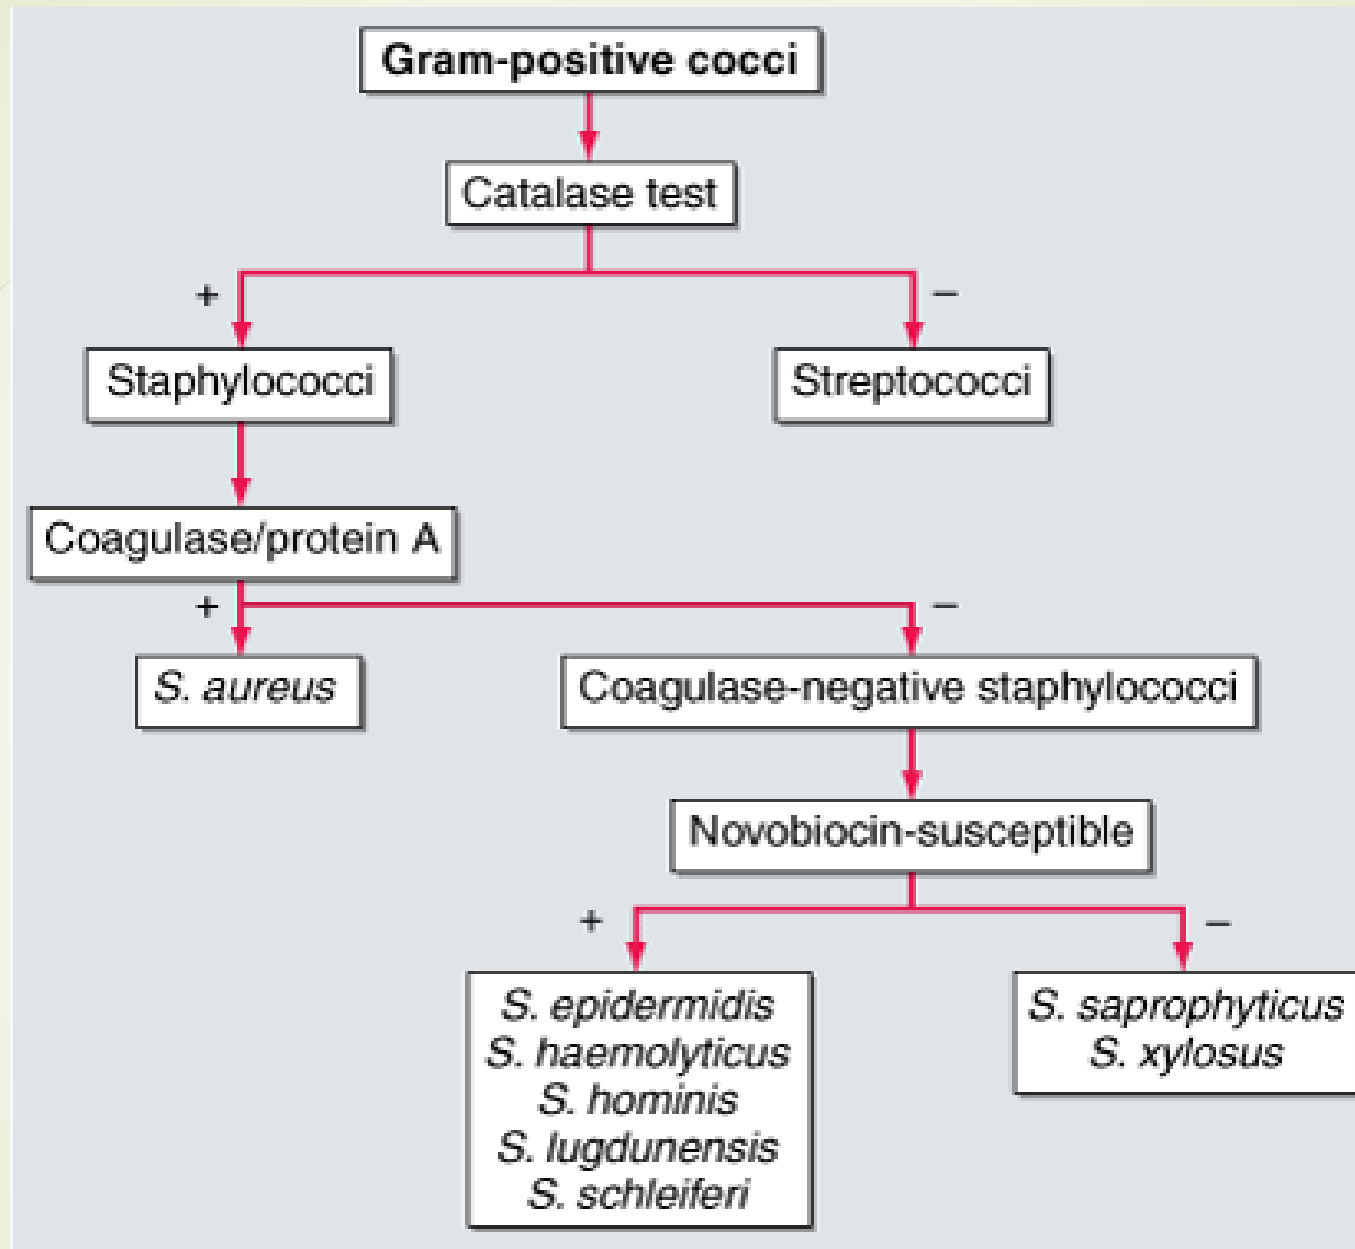 Gram-positive cocci
Catalase test
+
–
Staphylococci
Streptococci
Coagulase/protein A
+
–
S. aureus
Coagulase-negative staphylococci
Novobiocin-susceptible
+
–
S. epidermidis
S. haemolyticus
S. hominis
S. lugdunensis
S. schleiferi
S. saprophyticus
S. xylosus